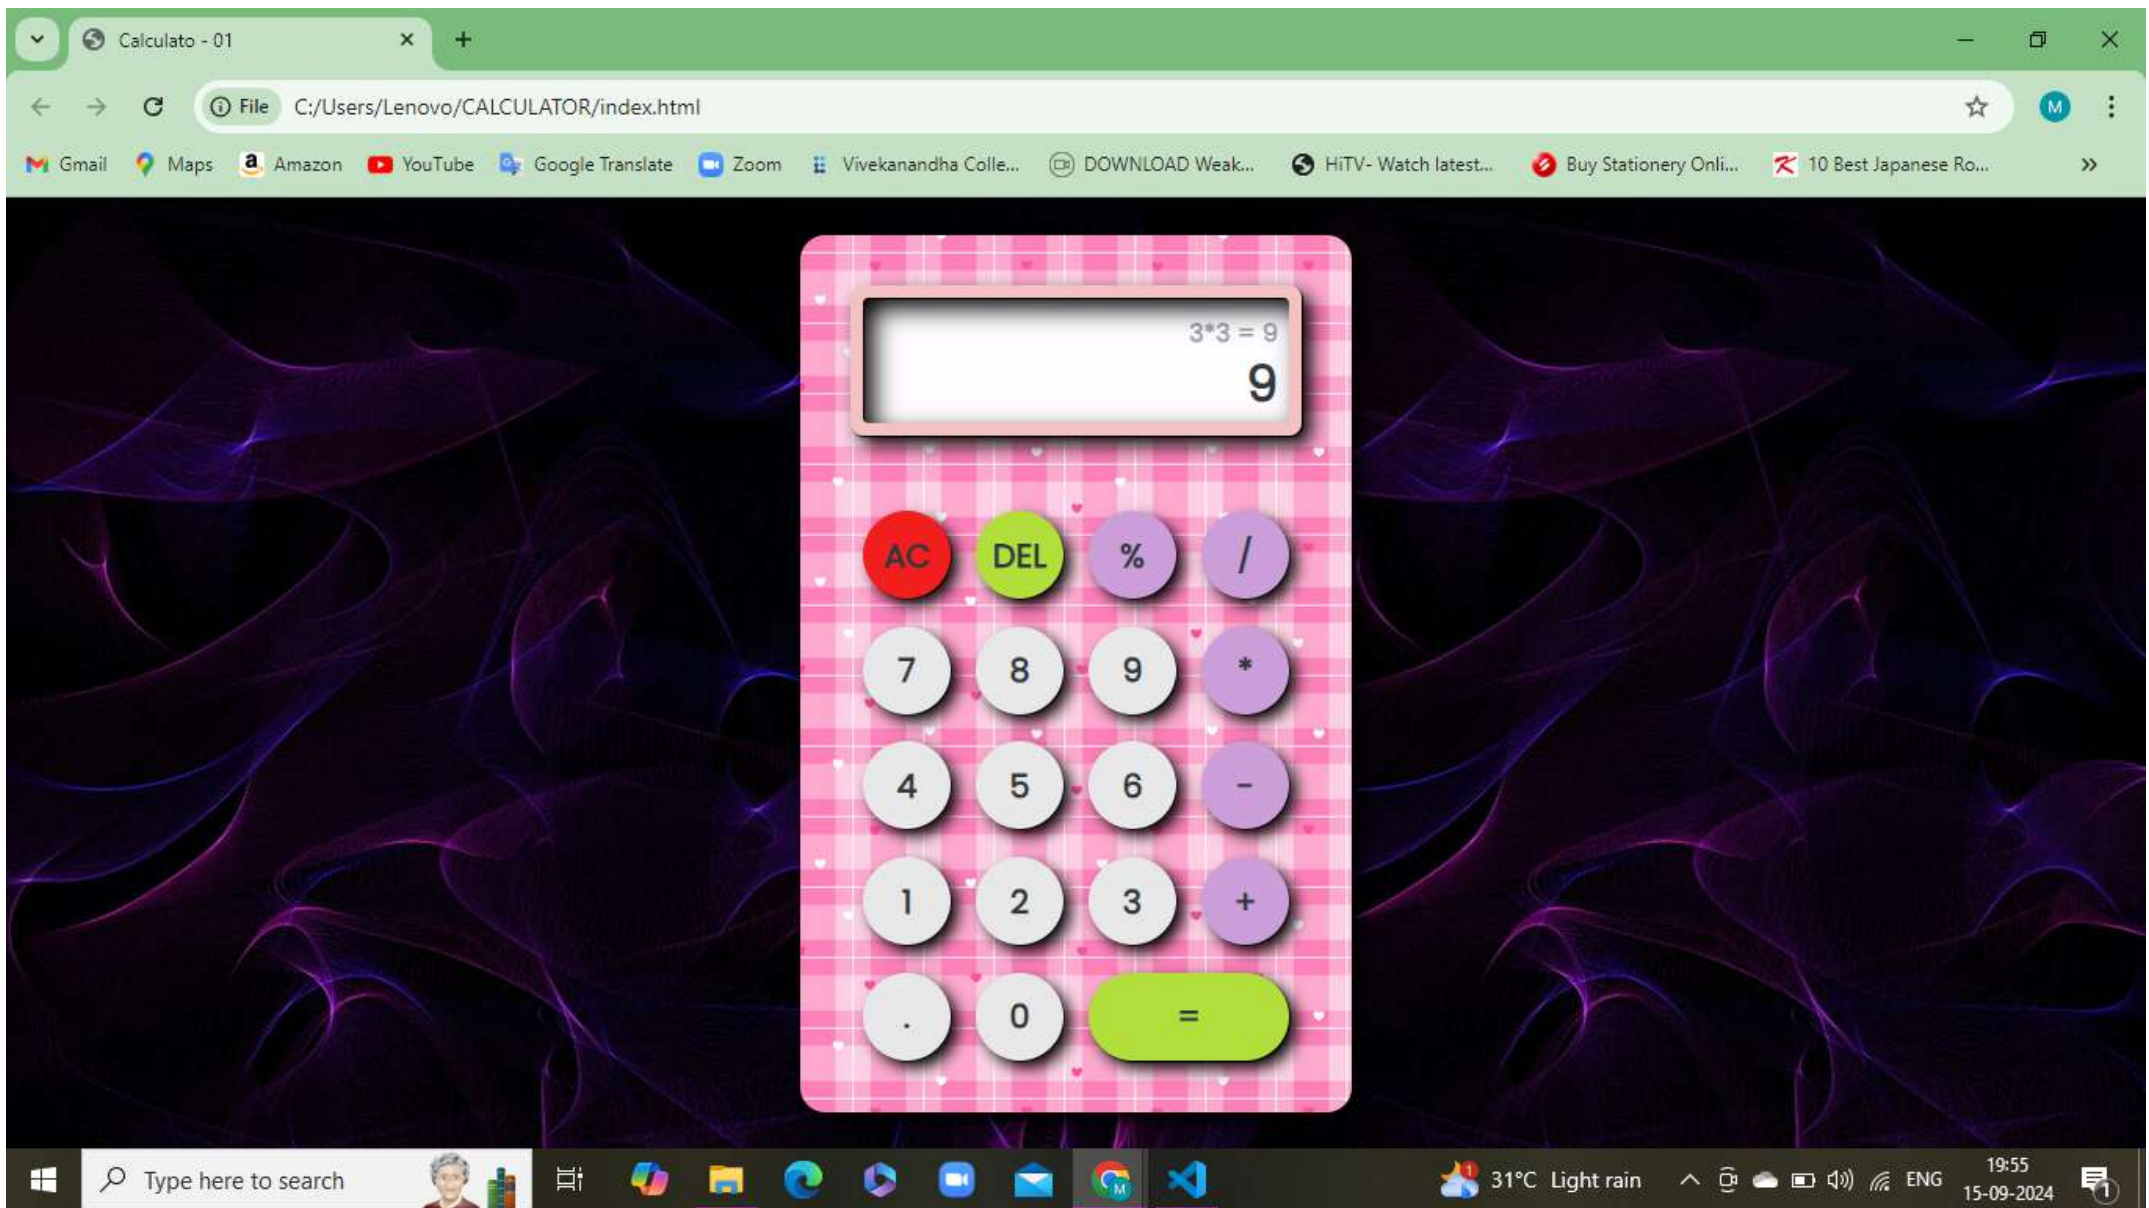 Calculato - 01
File C:/Users/Lenovo/CALCULATOR/index.html M
Gmail Maps Amazon YouTube Google Translate Zoom Vivekanandha Colle... DOWNLOAD Weak... HiTV- Watch latest... Buy Stationery Onli... 10 Best Japanese Ro... »
3*3 = 9
9
AC DEL % /
7 8 9 *
4 5 6 -
1 2 3 +
. 0 =
Type here to search 31°C Light rain ENG 19:55
15-09-2024